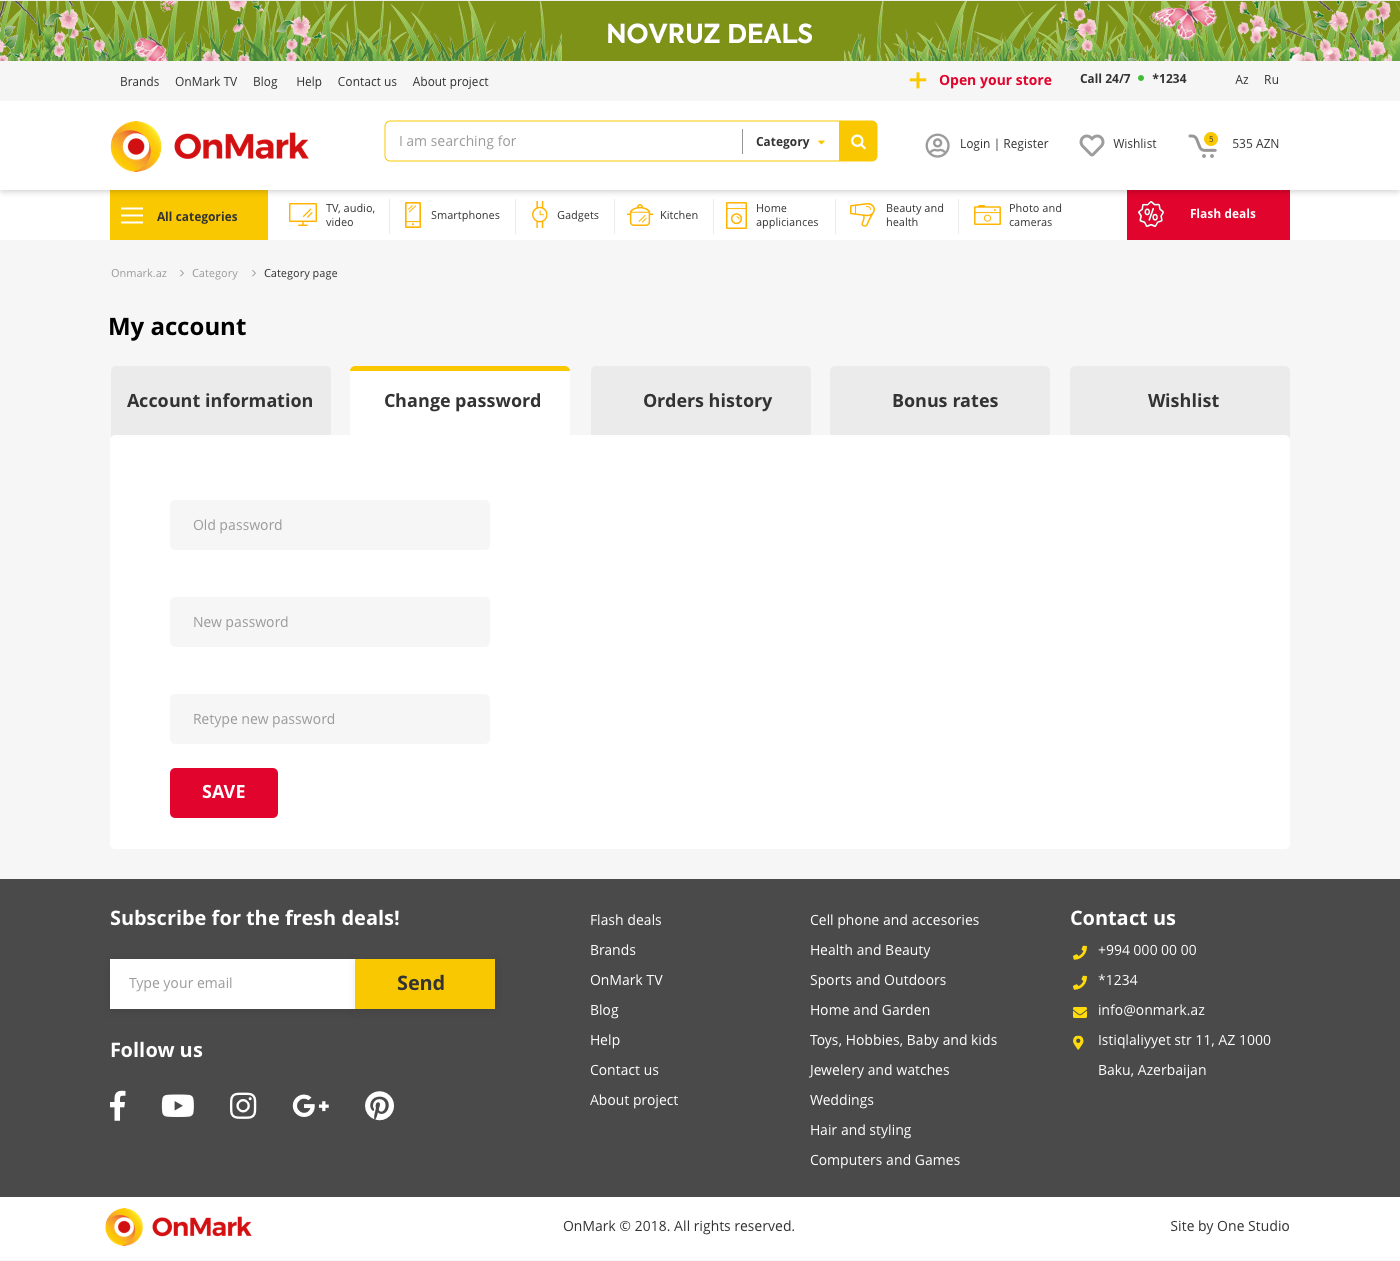 NOVRUZ DEALS
Brands OnMark TV Blog Help Contact us About project Open your store Call 24/7 *1234 Az Ru
OnMark I am searching for Category Login | Register Wishlist 5 535 AZN
All categories
TV, audio,
video
Smartphones
Gadgets
Kitchen
Home
appliciances
Beauty and
health
Photo and
cameras
% Flash deals
Onmark.az Category Category page
My account
Account information Change password Orders history Bonus rates Wishlist
Old password
New password
Retype new password
SAVE
Subscribe for the fresh deals!
Type your email Send
Follow us
Flash deals
Brands
OnMark TV
Blog
Help
Contact us
About project
Cell phone and accesories
Health and Beauty
Sports and Outdoors
Home and Garden
Toys, Hobbies, Baby and kids
Jewelery and watches
Weddings
Hair and styling
Computers and Games
Contact us
+994 000 00 00
*1234
info@onmark.az
Istiqlaliyyet str 11, AZ 1000
Baku, Azerbaijan
OnMark OnMark © 2018. All rights reserved. Site by One Studio